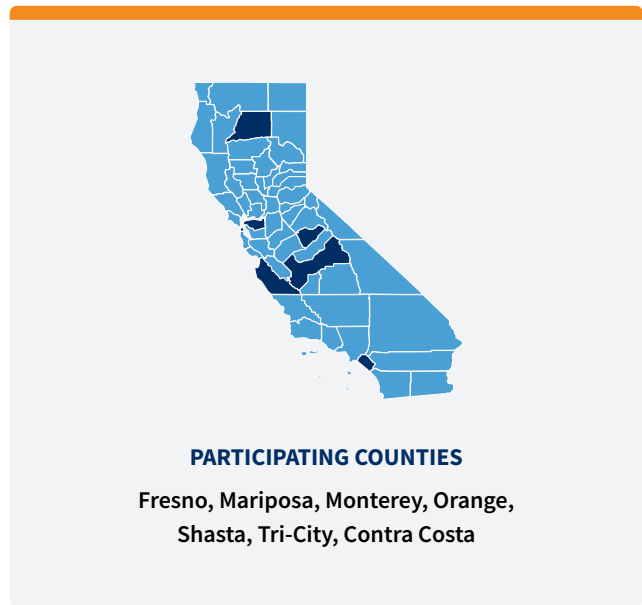 PARTICIPATING COUNTIES
Fresno, Mariposa, Monterey, Orange,
Shasta, Tri-City, Contra Costa